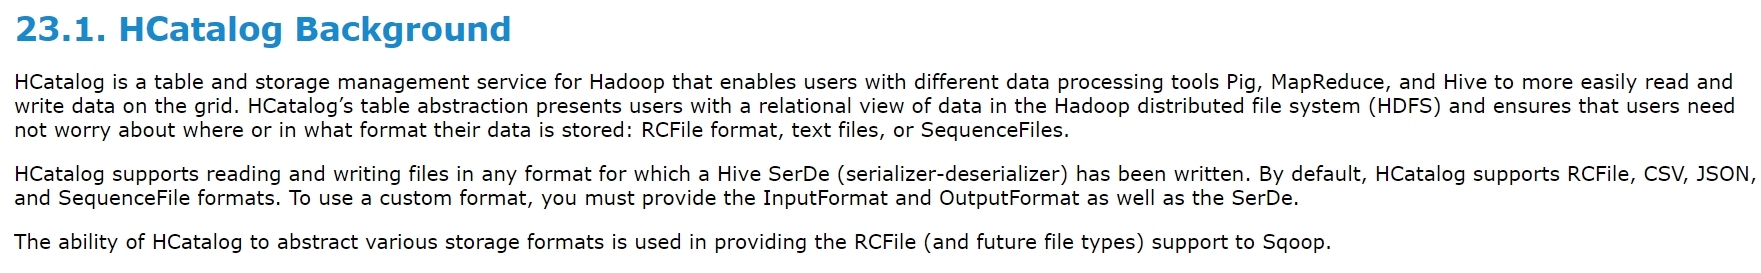 23.1. HCatalog Background
HCatalog is a table and storage management service for Hadoop that enables users with different data processing tools Pig, MapReduce, and Hive to more easily read and
write data on the grid. HCatalog’s table abstraction presents users with a relational view of data in the Hadoop distributed file system (HDFS) and ensures that users need
not worry about where or in what format their data is stored: RCFile format, text files, or SequenceFiles.
HCatalog supports reading and writing files in any format for which a Hive SerDe (serializer-deserializer) has been written. By default, HCatalog supports RCFile, CSV, JSON,
and SequenceFile formats. To use a custom format, you must provide the InputFormat and OutputFormat as well as the SerDe.
The ability of HCatalog to abstract various storage formats is used in providing the RCFile (and future file types) support to Sqoop.